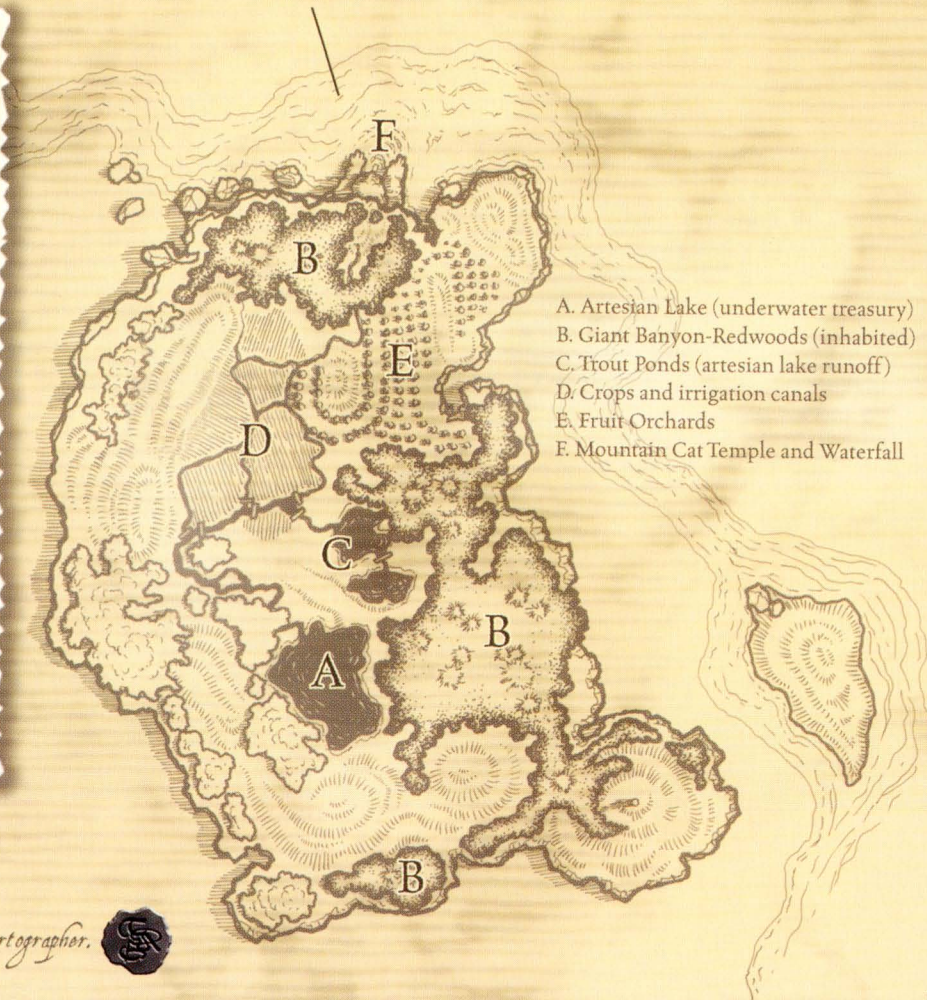 F
B
A. Artesian Lake (underwater treasury)
B. Giant Banyon-Redwoods (inhabited)
C. Trout Ponds (artesian lake runoff)
D. Crops and irrigation canals
E. Fruit Orchards
F. Mountain Cat Temple and Waterfall
E
D
C
B
A
B